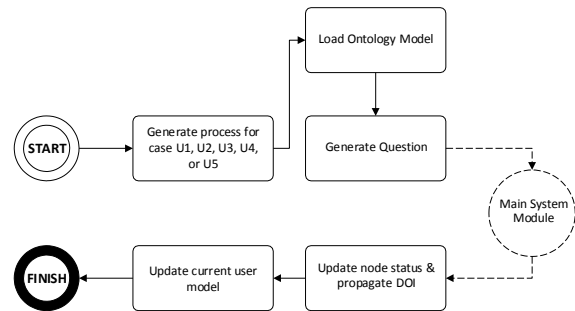 START
Generate process for
case U1, U2, U3, U4,
or U5
Load Ontology Model
Generate Question
Main System
Module
Update node status &
propagate DOI
Update current user
model
FINISH